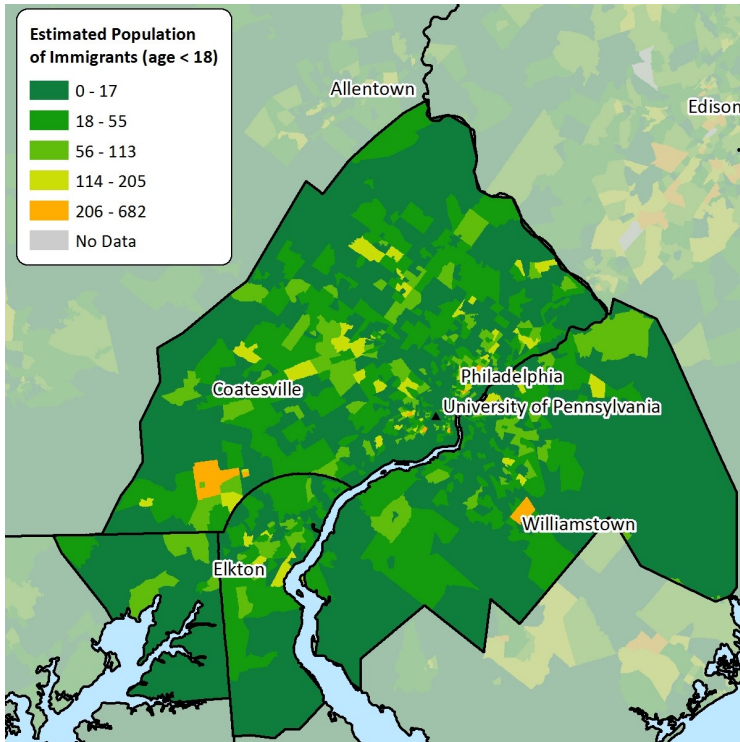 Estimated Population
of Immigrants (age < 18)
0 - 17
18 - 55
56 - 113
114 - 205
206 - 682
No Data
Allentown
Edison
Philadelphia
Coatesville
University of Pennsylvania
Williamstown
Elkton